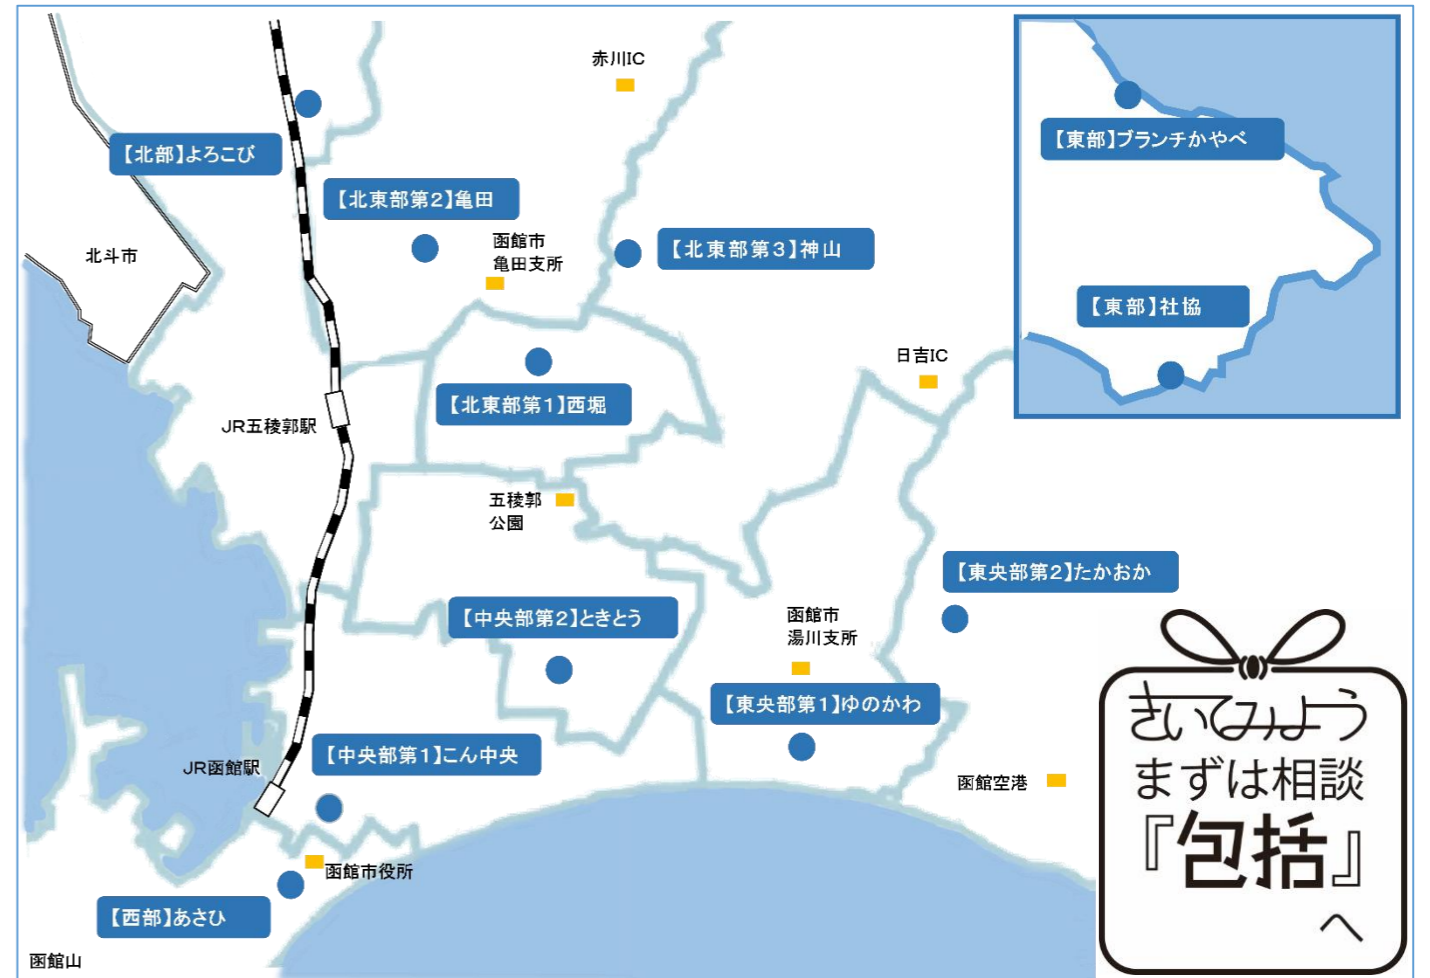 赤川IC
【北部】よろこび
【東部】ブランチかやべ
【北東部第2】亀田
函館市
亀田支所
【北東部第3】神山
北斗市
【東部】社協
日吉IC
【北東部第1】西堀
JR五稜郭駅
五稜郭
公園
【東央部第2】たかおか
【中央部第2】ときとう
函館市
湯川支所
【東央部第1】ゆのかわ
きいてみよう
まずは相談
『包括』
へ
【中央部第1】こん中央
JR函館駅
函館空港
函館市役所
【西部】あさひ
函館山